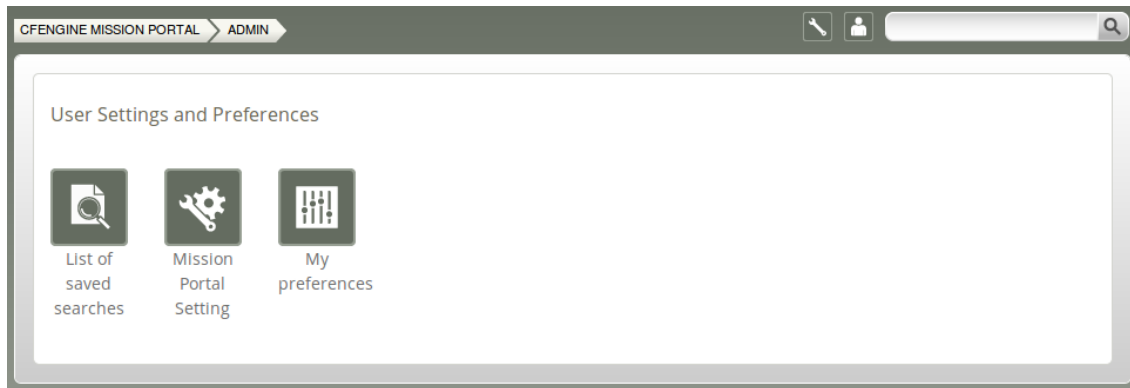 CFENGINE MISSION PORTAL
ADMIN
User Settings and Preferences
List of
saved
searches
Mission
Portal
Setting
My
preferences